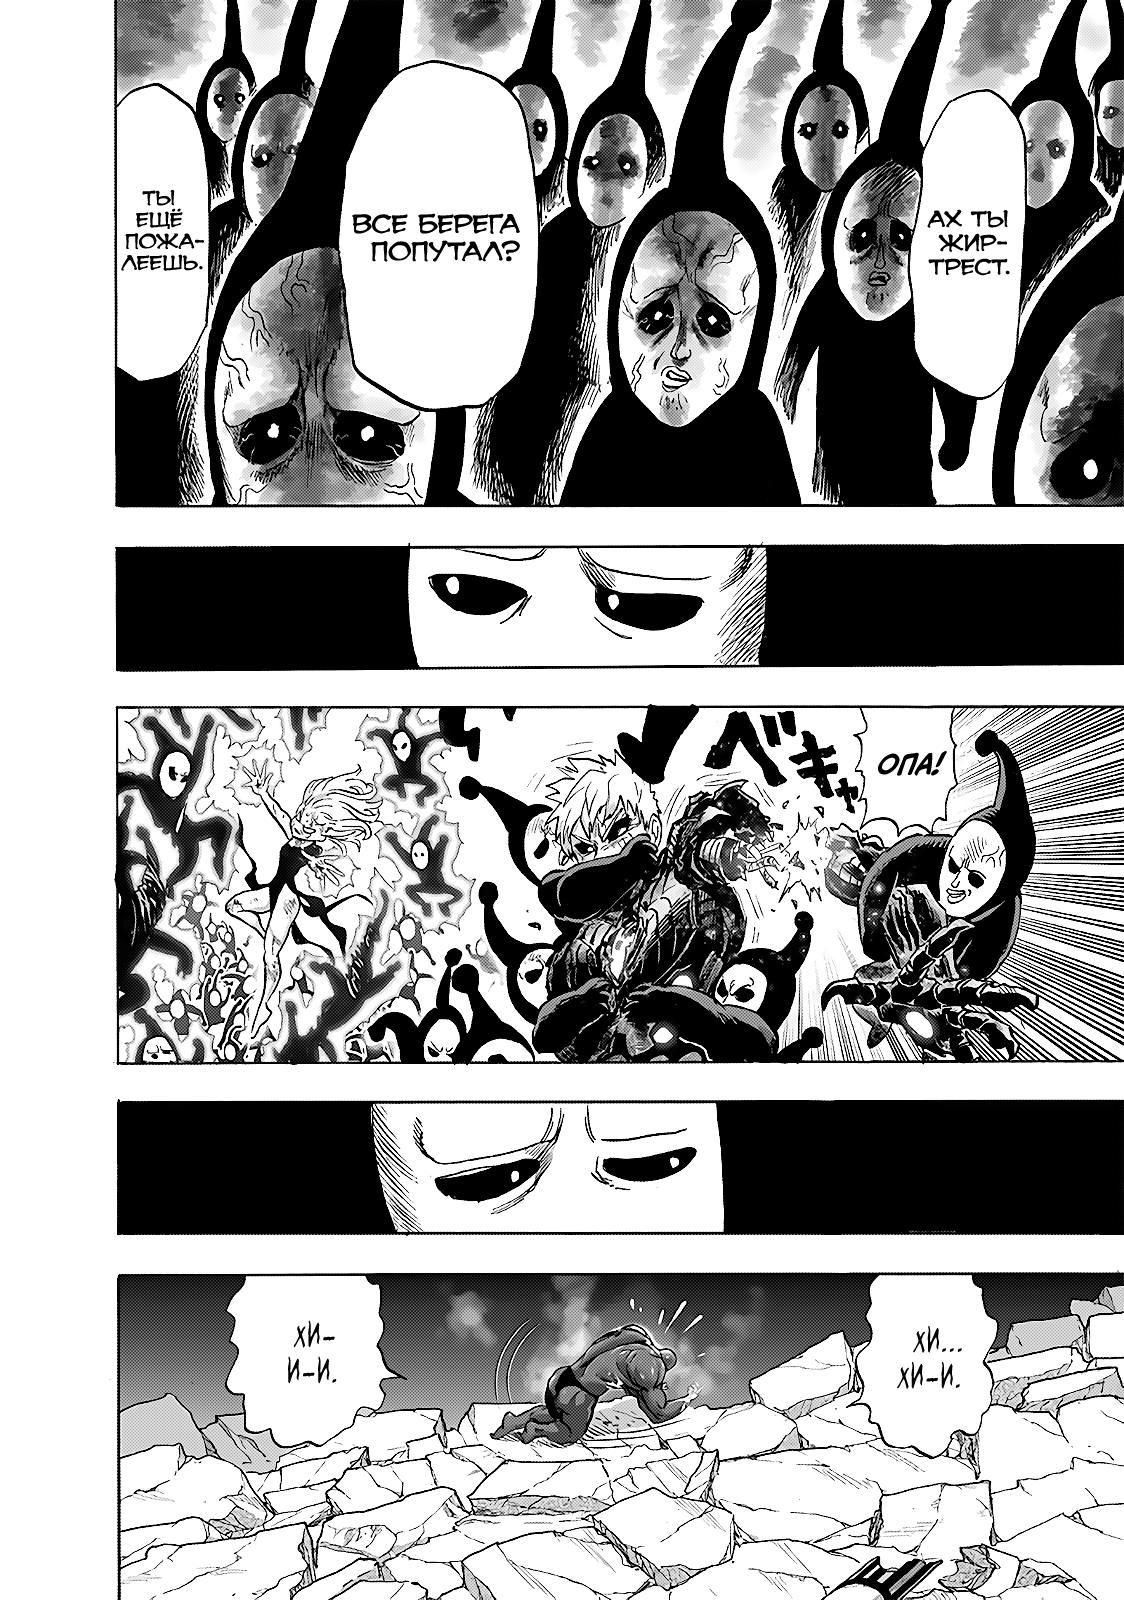 АХ ТЫ
ЖИР-
ТРЕСТ.
ВСЕ БЕРЕГА
ПОПУТАЛ?
ТЫ
ЕЩЁ
ПОЖА-
ЛЕЕШЬ.
ОПА!
ХИ...
ХИ-И.
ХИ-
И-И.